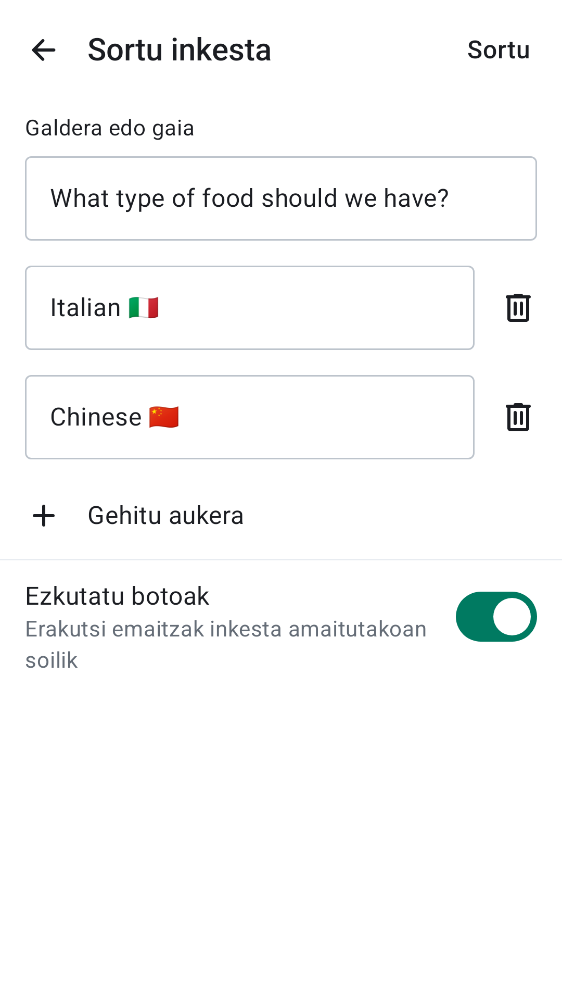 Sortu inkesta
Sortu
Galdera edo gaia
What type of food should we have?
Italian 🇮🇹
Chinese 🇨🇳
Gehitu aukera
Ezkutatu botoak
Erakutsi emaitzak inkesta amaitutakoan
soilik